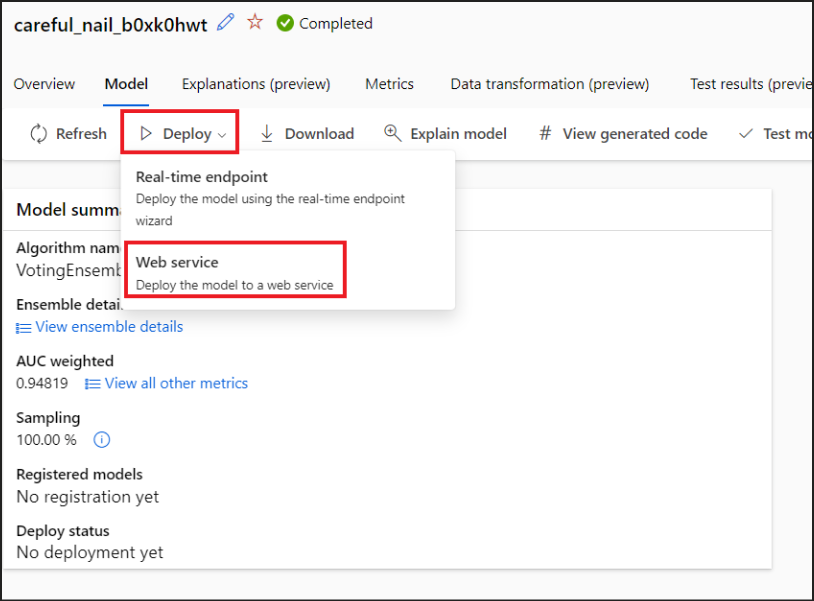 careful_nail_b0xk0hwt Completed
Overview Model Explanations (preview) Metrics Data transformation (preview) Test results (previe
Refresh Deploy Download Explain model # View generated code Test mo
Real-time endpoint
Deploy the model using the real-time endpoint
wizard
Web service
Deploy the model to a web service
Model summa
Algorithm nam
VotingEnsemb
Ensemble detai
View ensemble details
AUC weighted
0.94819 View all other metrics
Sampling
100.00 %
Registered models
No registration yet
Deploy status
No deployment yet